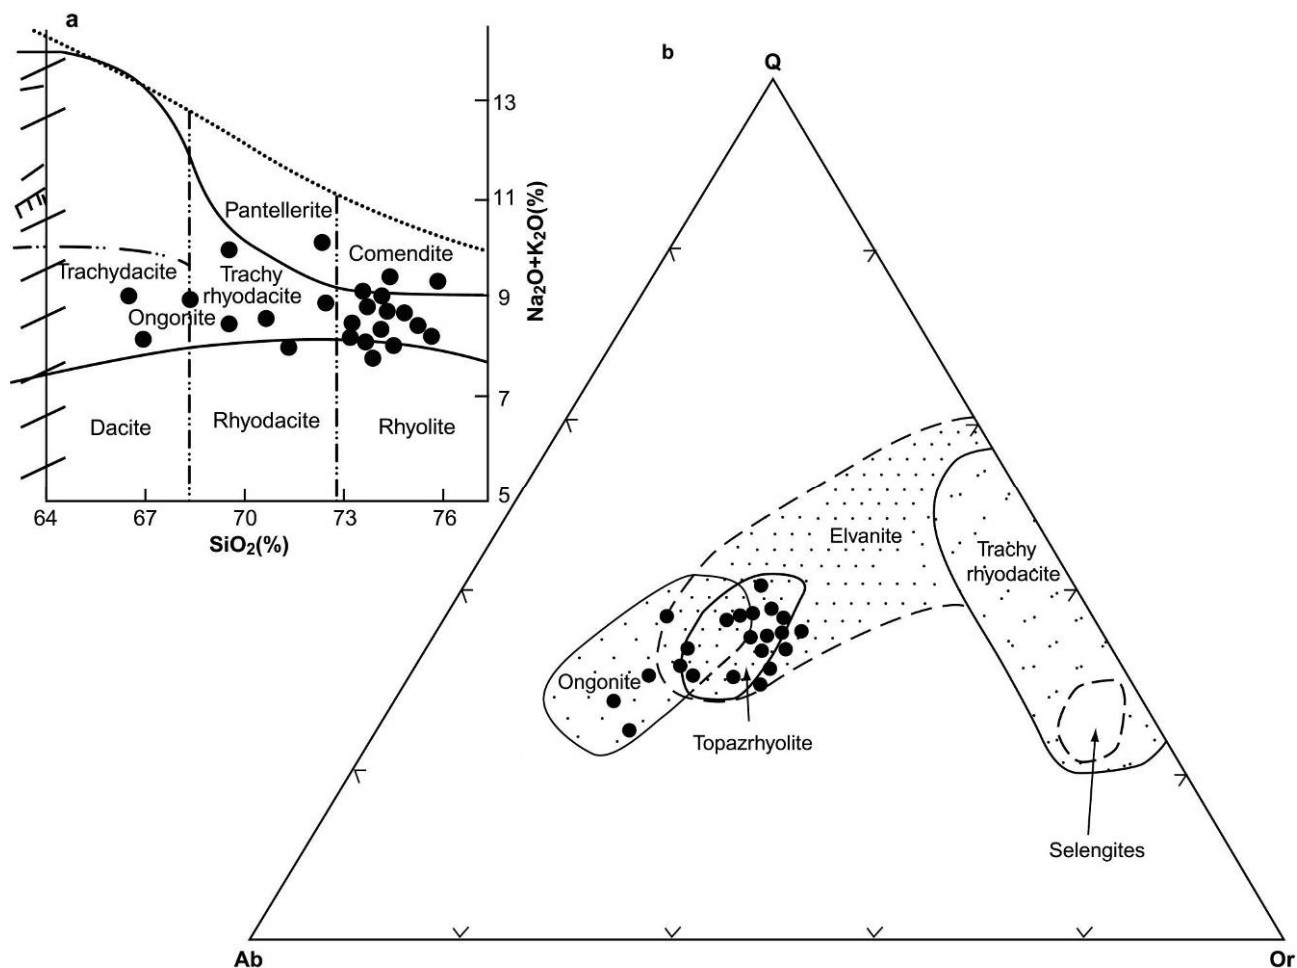 a
b
Q
13
11
9
7
5
Na2O+K2O(%)
Pantellerite
Comendite
Trachydacite
Trachy
rhyodacite
Ongonite
Dacite
Rhyodacite
Rhyolite
64
67
70
73
76
SiO2(%)
Elvanite
Trachy
rhyodacite
Ongonite
Topazrhyolite
Selengites
Ab
Or